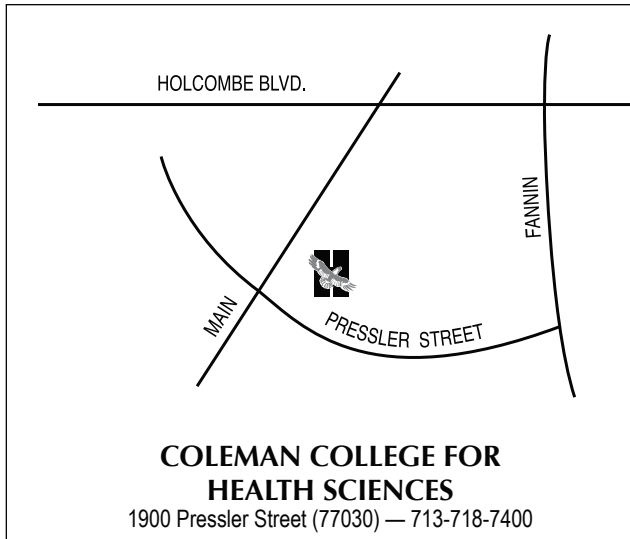 HOLCOMBE BLVD.
FANNIN
MAIN
PRESSLER STREET
COLEMAN COLLEGE FOR
HEALTH SCIENCES
1900 Pressler Street (77030) — 713-718-7400